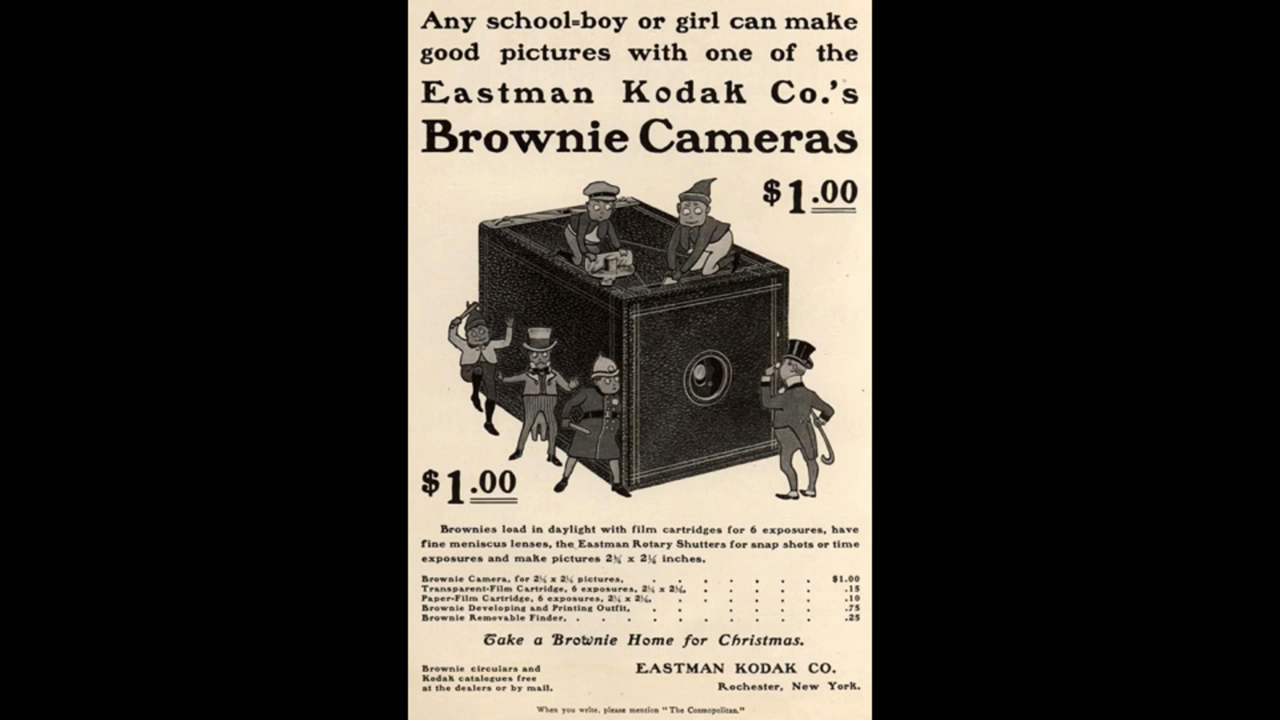 Any school=boy or girl can make
good pictures with one of the
Eastman Kodak Co.'s
Brownie Cameras
$1.00
$1.00
Brownies load in daylight with film cartridges for 6 exposures, have
fine meniscus lenses, the Eastman Rotary Shutters for snap shots or time
exposures and make pictures 2¼ x 2¼ inches.
Brownie Camera, for 2¼ x 2¼ pictures, . . . . . . . $1.00
Transparent-Film Cartridge, 6 exposures, 2¼ x 2¼, . . . . . . .15
Paper-Film Cartridge, 6 exposures, 2¼ x 2¼, . . . . . . . .10
Brownie Developing and Printing Outfit, . . . . . . . .75
Brownie Removable Finder, . . . . . . . . . .25
Take a Brownie Home for Christmas.
Brownie circulars and
Kodak catalogues free
at the dealers or by mail.
EASTMAN KODAK CO.
Rochester, New York.
When you write, please mention "The Cosmopolitan."